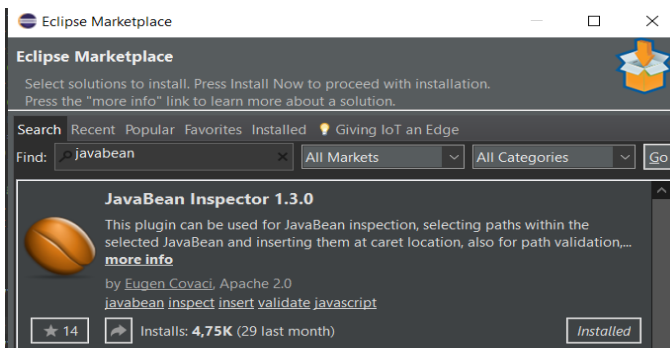 Eclipse Marketplace
Eclipse Marketplace
Select solutions to install. Press Install Now to proceed with installation.
Press the "more info" link to learn more about a solution.
Search Recent Popular Favorites Installed Giving IoT an Edge
Find: javabean All Markets All Categories Go
JavaBean Inspector 1.3.0
This plugin can be used for JavaBean inspection, selecting paths within the
selected JavaBean and inserting them at caret location, also for path validation,...
more info
by Eugen Covaci, Apache 2.0
javabean inspect insert validate javascript
14 Installs: 4,75K (29 last month) Installed